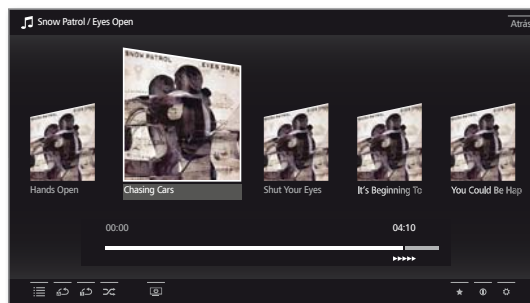 Snow Patrol / Eyes Open
Atrás
SNOW PATROL EYES OPEN
Hands Open
Chasing Cars
Shut Your Eyes
It's Beginning To
You Could Be Hap
00:00 04:10